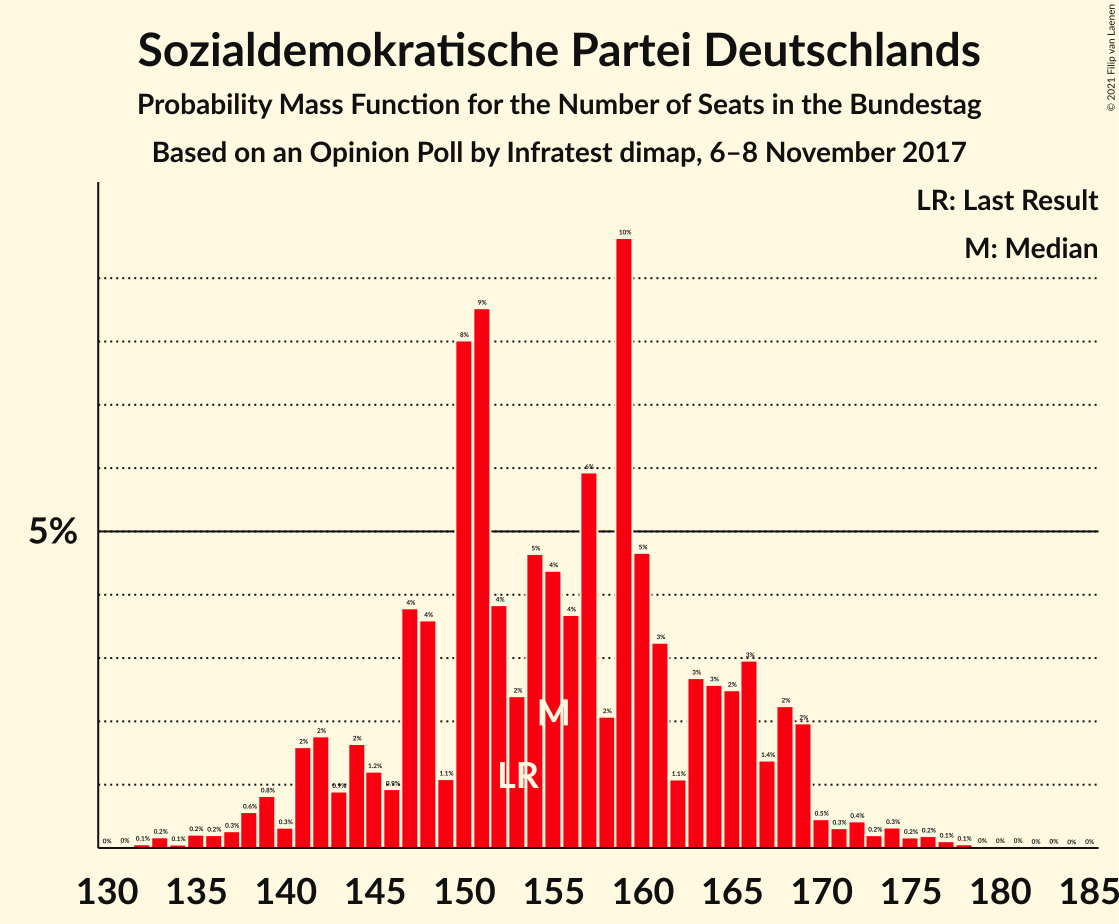 © 2021 Filip van Laenen
Sozialdemokratische Partei Deutschlands
Probability Mass Function for the Number of Seats in the Bundestag
Based on an Opinion Poll by Infratest dimap, 6–8 November 2017
LR: Last Result
M: Median
5%
0% 0% 0.1% 0.2% 0.1% 0.2% 0.2% 0.3% 0.6% 0.8% 0.3% 2% 2% 0.9% 2% 1.2% 0.9% 4% 4% 1.1% 8% 9% 4% 2% 5% 4% 4% 6% 2% 10% 5% 3% 1.1% 3% 3% 2% 3% 1.4% 2% 2% 0.5% 0.3% 0.4% 0.2% 0.3% 0.2% 0.2% 0.1% 0.1% 0% 0% 0% 0% 0% 0% 0%
M
LR
130 135 140 145 150 155 160 165 170 175 180 185